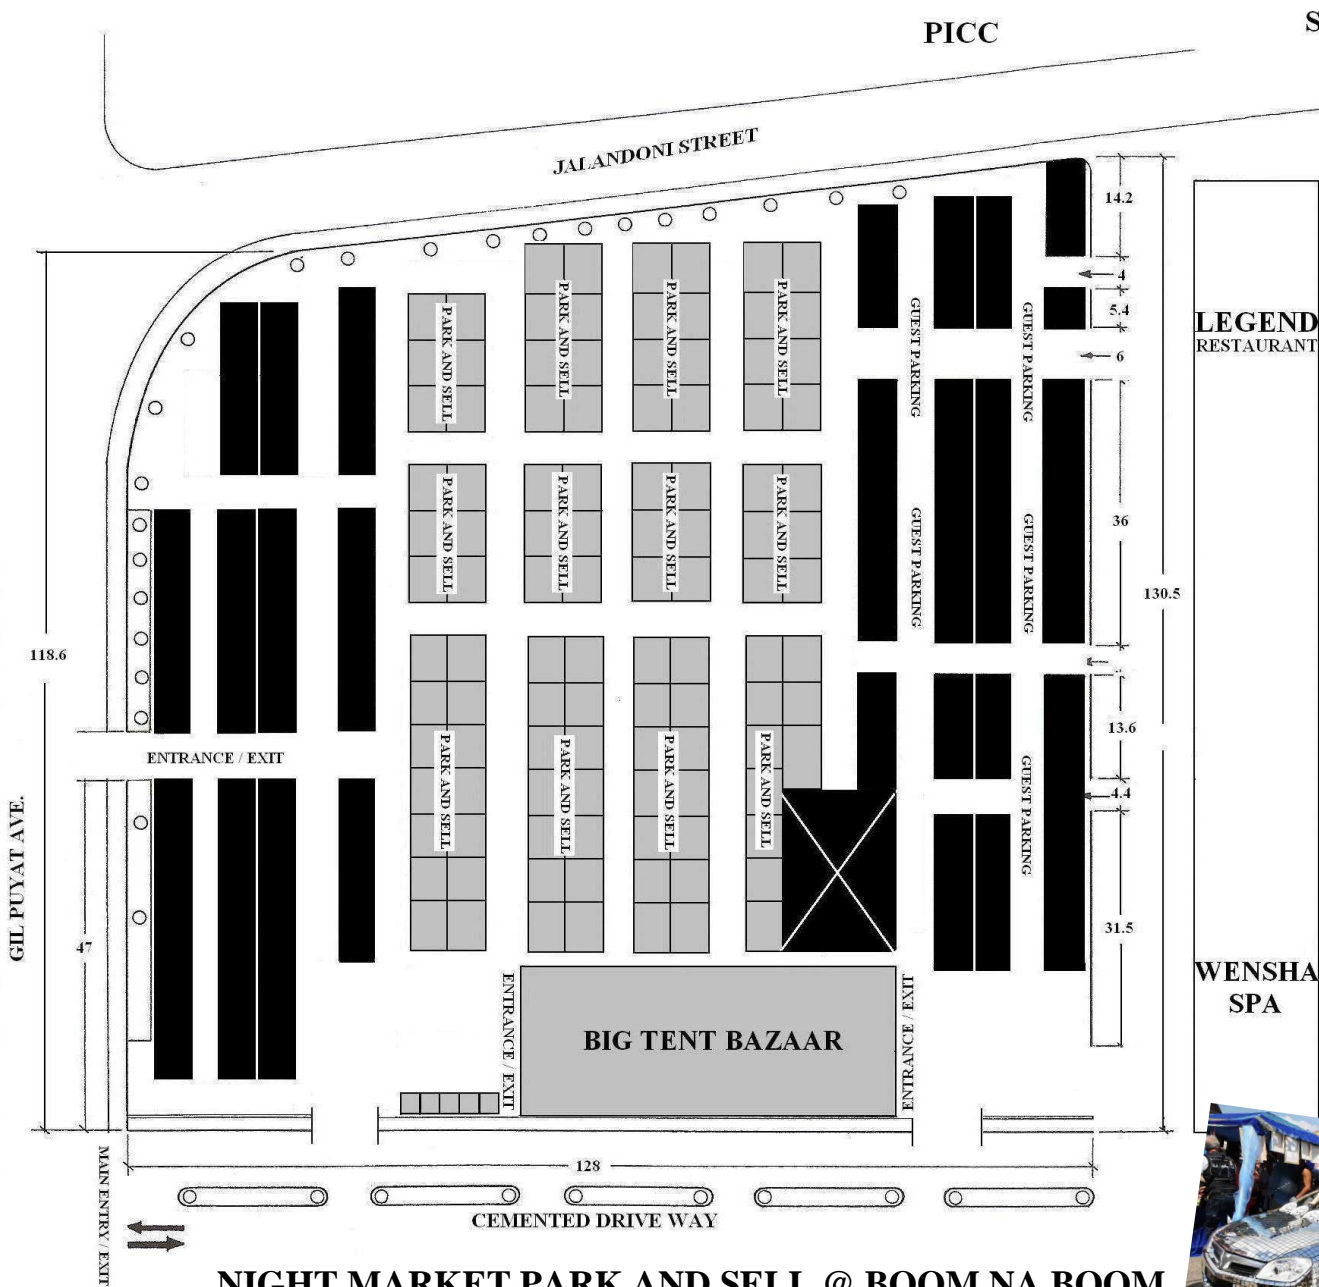 PICC
S
JALANDONI STREET
14.2
4
5.4
6
36
13.6
4.4
31.5
130.5
118.6
47
128
LEGEND
RESTAURANT
WENSHA
SPA
PARK AND SELL
PARK AND SELL
PARK AND SELL
PARK AND SELL
PARK AND SELL
PARK AND SELL
PARK AND SELL
PARK AND SELL
PARK AND SELL
PARK AND SELL
PARK AND SELL
PARK AND SELL
GUEST PARKING
GUEST PARKING
GUEST PARKING
GUEST PARKING
GUEST PARKING
ENTRANCE / EXIT
GIL PUYAT AVE.
ENTRANCE / EXIT
BIG TENT BAZAAR
ENTRANCE / EXIT
MAIN ENTRY / EXIT
CEMENTED DRIVE WAY
NIGHT MARKET PARK AND SELL @ BOOM NA BOOM